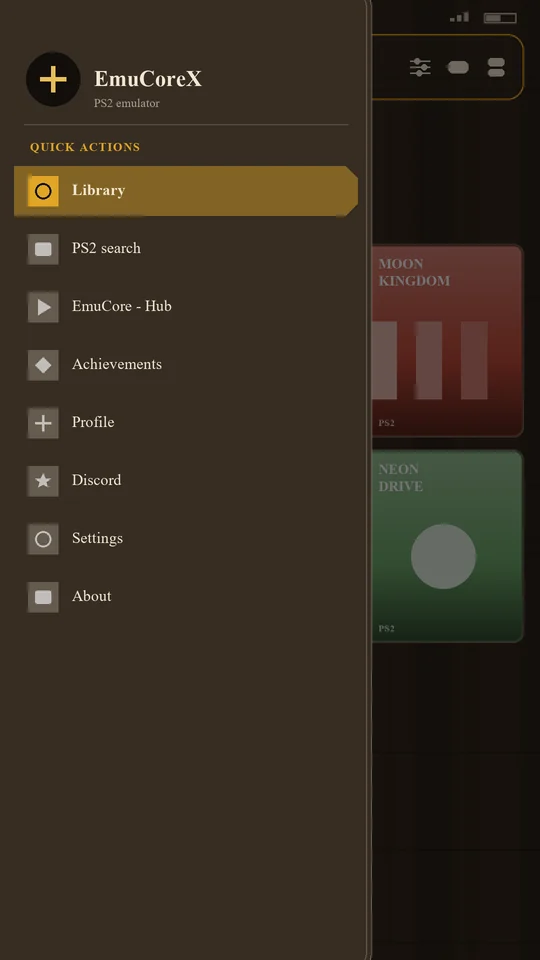 EmuCoreX
PS2 emulator
QUICK ACTIONS
Library
PS2 search
EmuCore - Hub
Achievements
Profile
Discord
Settings
About
MOON
KINGDOM
PS2
NEON
DRIVE
PS2